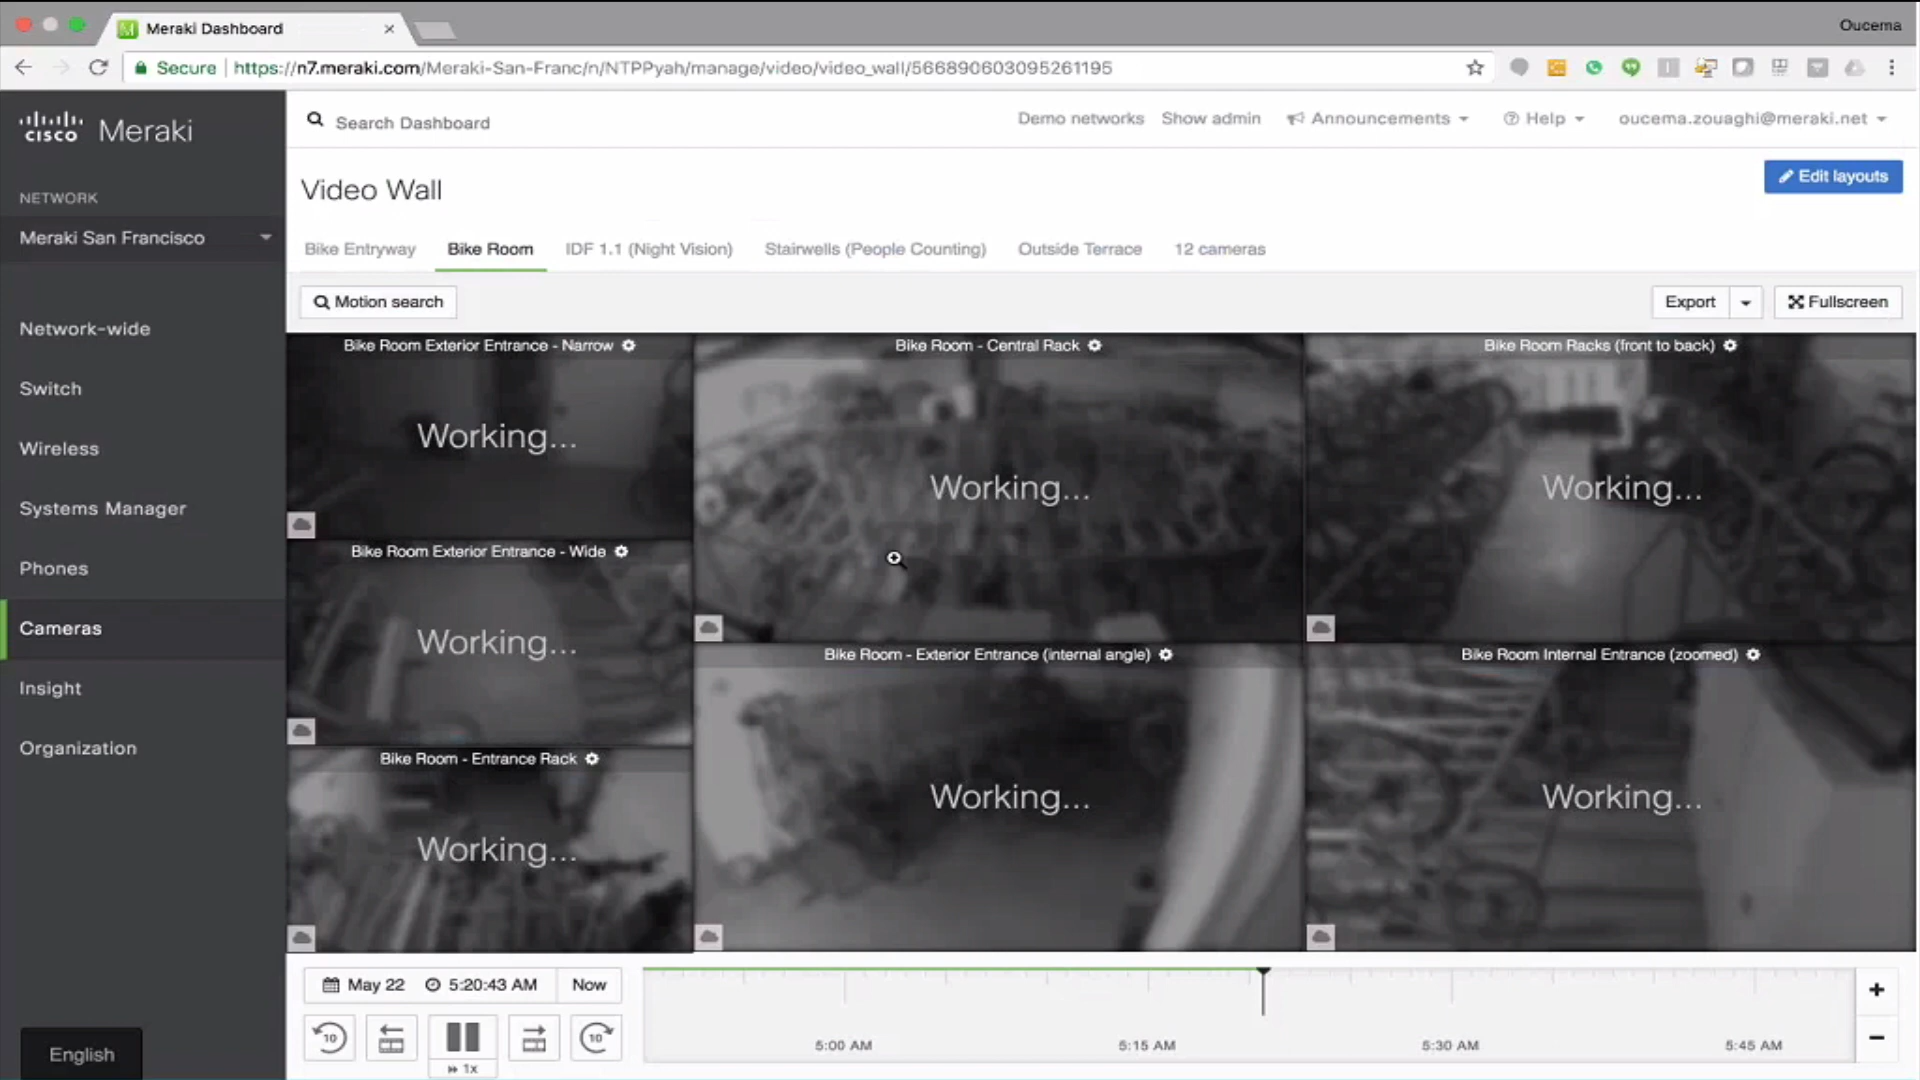 Meraki Dashboard
Oucema
Secure https://n7.meraki.com/Meraki-San-Franc/n/NTPPyah/manage/video/video_wall/566890603095261195
cisco Meraki
Search Dashboard
Demo networks Show admin Announcements Help oucema.zouaghi@meraki.net
NETWORK
Meraki San Francisco
Network-wide
Switch
Wireless
Systems Manager
Phones
Cameras
Insight
Organization
English
Video Wall
Edit layouts
Bike Entryway Bike Room IDF 1.1 (Night Vision) Stairwells (People Counting) Outside Terrace 12 cameras
Motion search
Export Fullscreen
Bike Room Exterior Entrance - Narrow
Working...
Bike Room Exterior Entrance - Wide
Working...
Bike Room - Entrance Rack
Working...
Bike Room - Central Rack
Working...
Bike Room - Exterior Entrance (internal angle)
Working...
Bike Room Racks (front to back)
Working...
Bike Room Internal Entrance (zoomed)
Working...
May 22 5:20:43 AM Now
10 10
1x
5:00 AM 5:15 AM 5:30 AM 5:45 AM